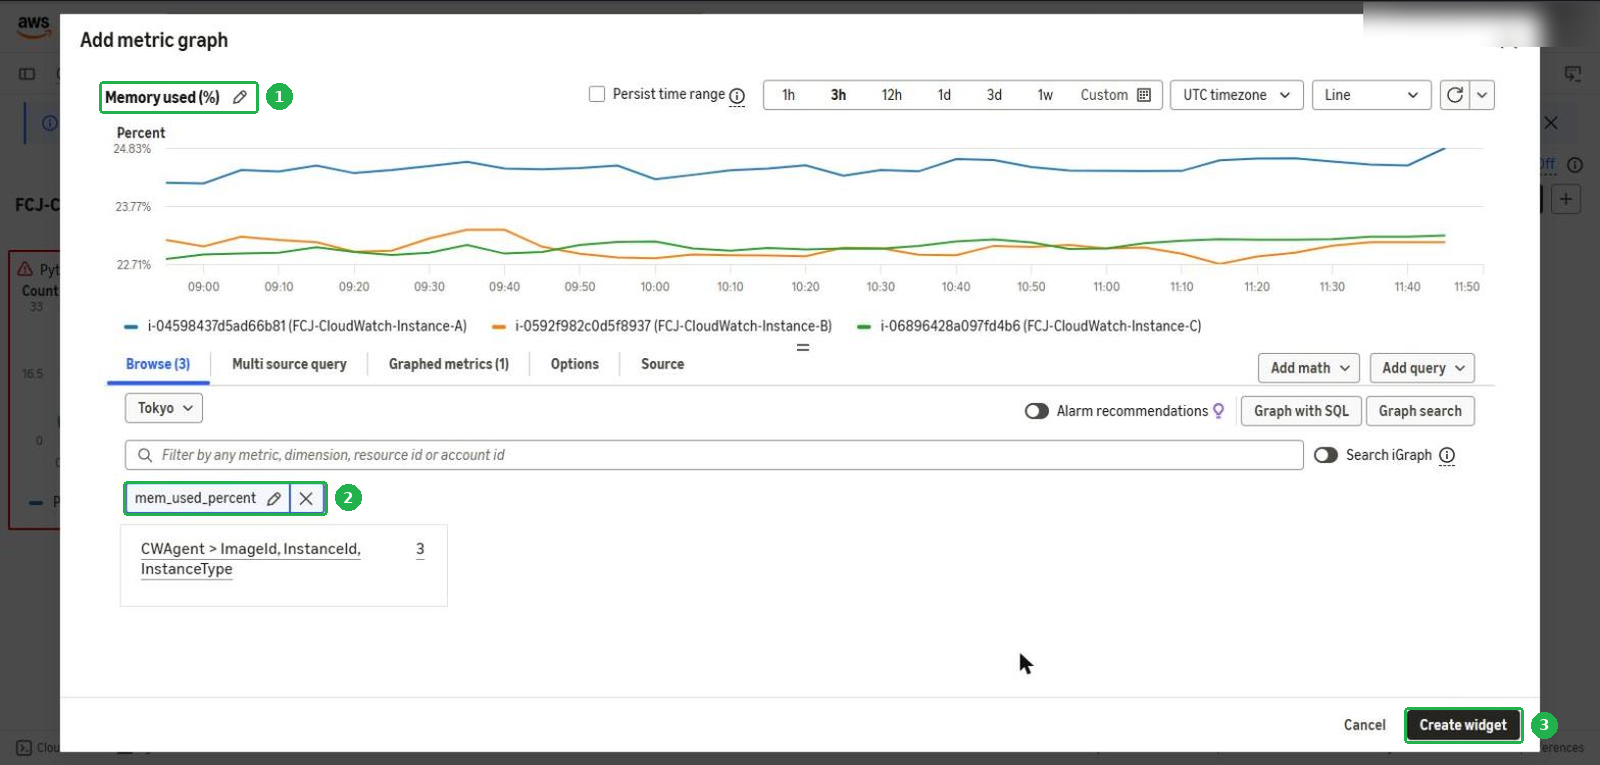 aws
Add metric graph
Memory used (%)
1
Persist time range
1h
3h
12h
1d
3d
1w
Custom
UTC timezone
Line
Percent
24.83%
23.77%
22.71%
09:00
09:10
09:20
09:30
09:40
09:50
10:00
10:10
10:20
10:30
10:40
10:50
11:00
11:10
11:20
11:30
11:40
11:50
i-04598437d5ad66b81 (FCJ-CloudWatch-Instance-A)
i-0592f982c0d5f8937 (FCJ-CloudWatch-Instance-B)
i-06896428a097fd4b6 (FCJ-CloudWatch-Instance-C)
Browse (3)
Multi source query
Graphed metrics (1)
Options
Source
Add math
Add query
Tokyo
Alarm recommendations
Graph with SQL
Graph search
Filter by any metric, dimension, resource id or account id
Search iGraph
mem_used_percent
2
CWAgent > ImageId, InstanceId,
InstanceType
3
Cancel
Create widget
3
FCJ-C
Pyt
Count
33
16.5
0
Clou
erences